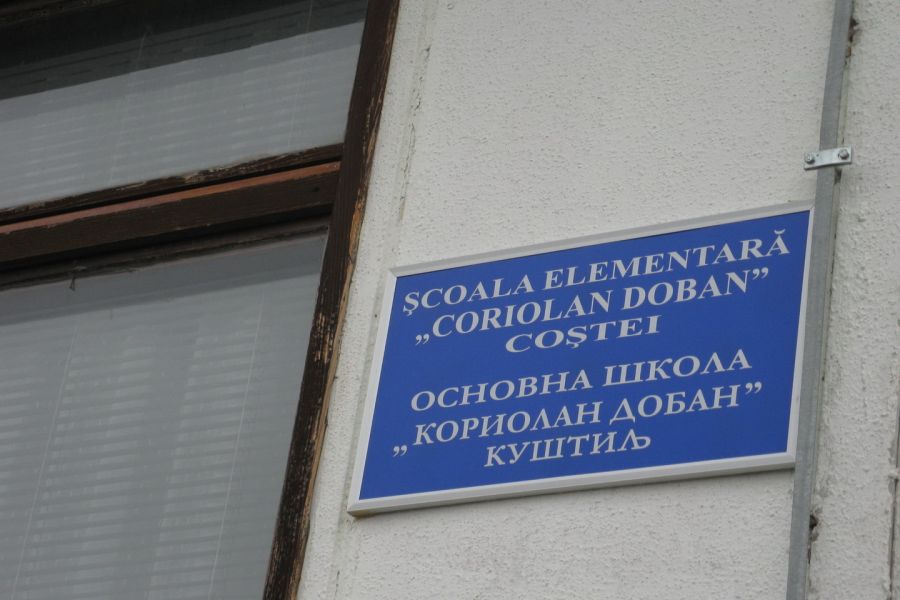 ŞCOALA ELEMENTARĂ
„CORIOLAN DOBAN”
COŞTEI
ОСНОВНА ШКОЛА
„КОРИОЛАН ДОБАН”
КУШТИЉ